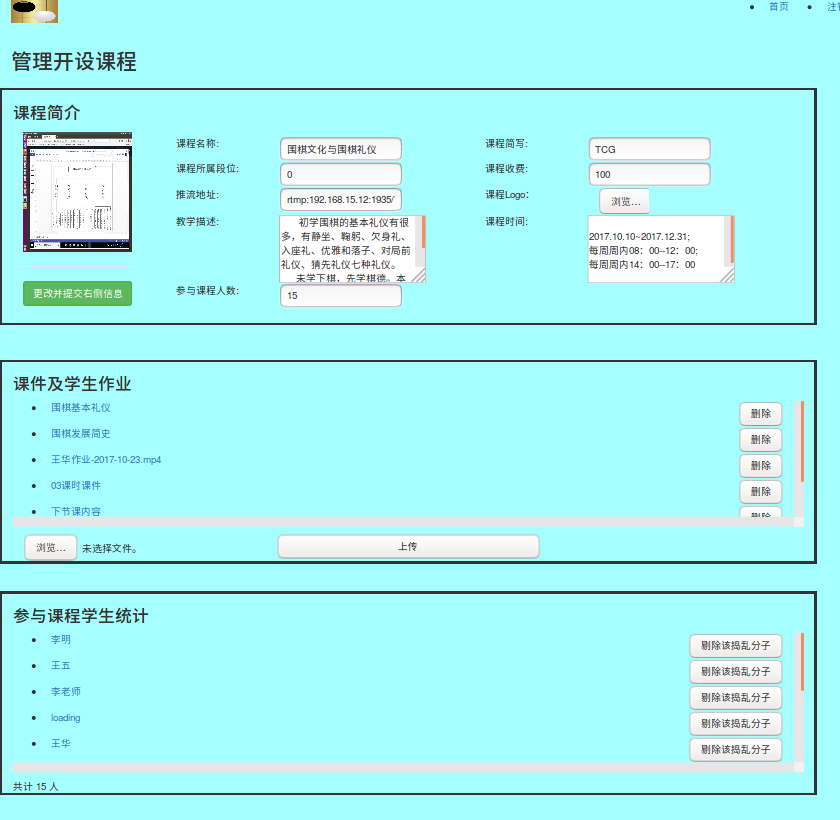 首页
管理开设课程
课程简介
课程名称: 围棋文化与围棋礼仪 课程简写: TCG
课程所属段位: 0 课程收费: 100
推流地址: rtmp:192.168.15.12:1935/ 课程Logo: 浏览...
教学描述:
初学围棋的基本礼仪有很
多，有静坐、鞠躬、欠身礼、
入座礼、优雅和落子、对局前
礼仪、猜先礼仪七种礼仪。
未学下棋，先学棋德。本
课程时间:
2017.10.10~2017.12.31;
每周周内08：00--12：00;
每周周内14：00--17：00
更改并提交右侧信息
参与课程人数: 15
课件及学生作业
围棋基本礼仪 删除
围棋发展简史 删除
王华作业-2017-10-23.mp4 删除
03课时课件 删除
下节课内容 删除
浏览... 未选择文件。 上传
参与课程学生统计
李明 剔除该捣乱分子
王五 剔除该捣乱分子
李老师 剔除该捣乱分子
loading 剔除该捣乱分子
王华 剔除该捣乱分子
共计 15 人